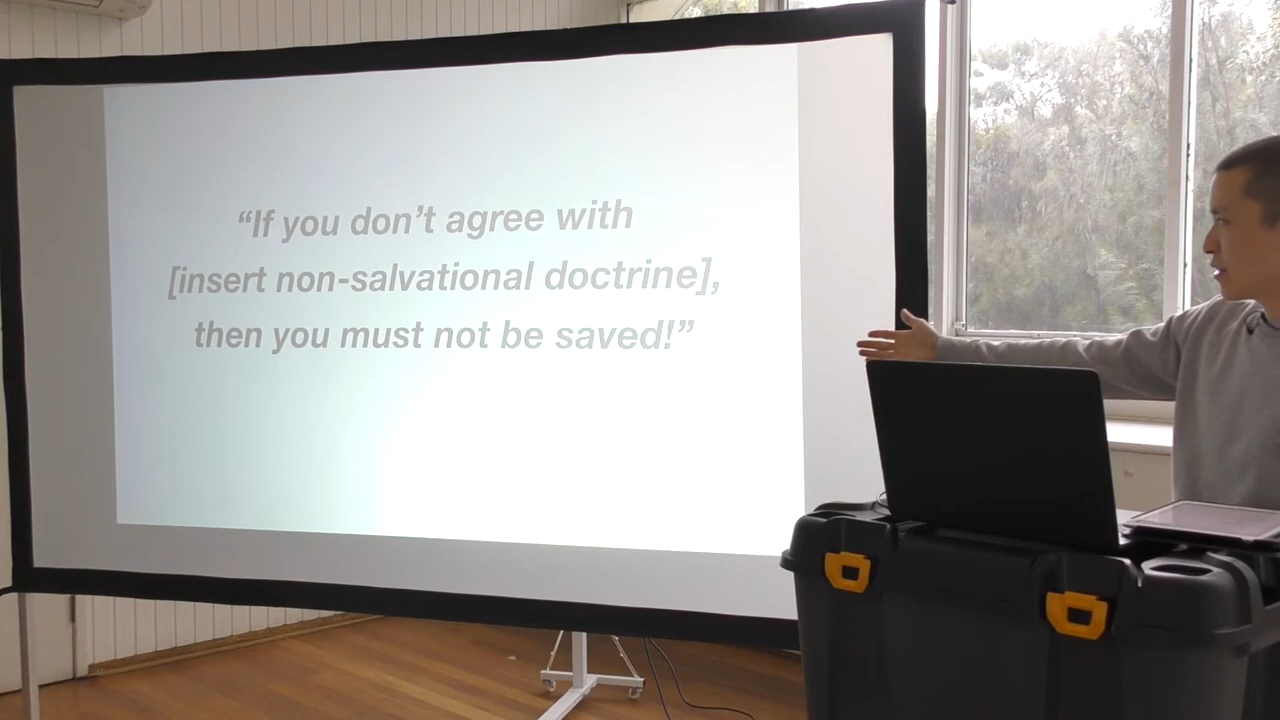 “If you don’t agree with
[insert non-salvational doctrine],
then you must not be saved!”